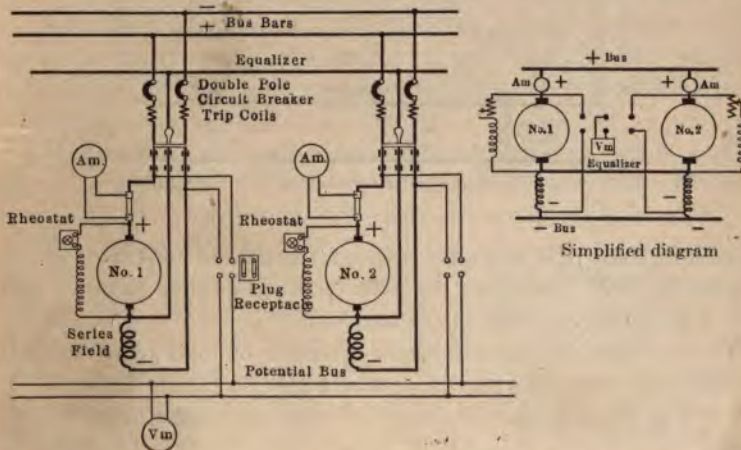 −
+ Bus Bars
Equalizer
Double Pole
Circuit Breaker
Trip Coils
Am.
Am.
Rheostat
+
Rheostat
+
No. 1
No. 2
Plug
Receptacle
Series
Field
−
−
Potential Bus
Vm
+ Bus
Am + + Am
No.1
No.2
Vm
Equalizer
− −
− Bus −
Simplified diagram